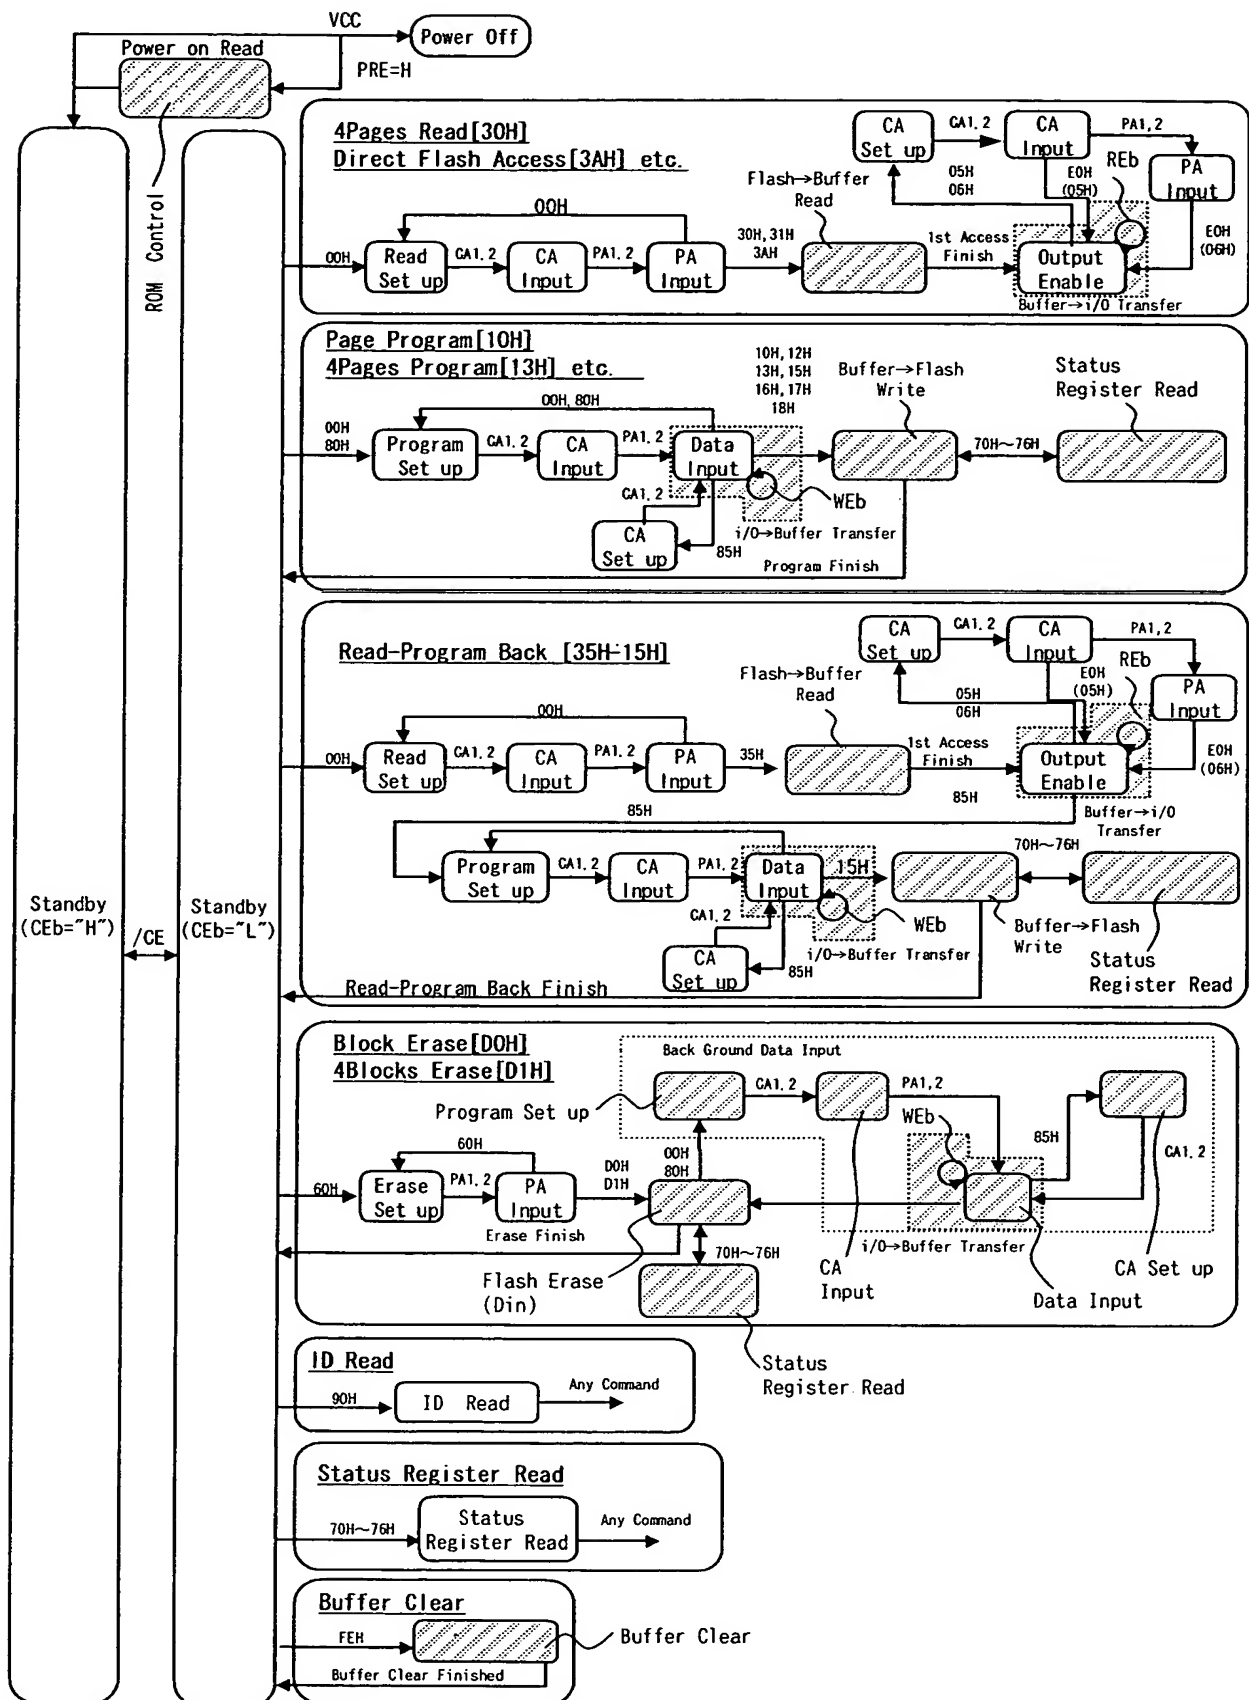 VCC
Power Off
Power on Read
PRE=H
ROM Control
Standby
(CEb="H")
/CE
Standby
(CEb="L")
4Pages Read[30H]
Direct Flash Access[3AH] etc.
CA
Set up
CA1,2
CA
Input
PA1,2
REb
PA
Input
05H
06H
E0H
(05H)
E0H
(06H)
Flash→Buffer
Read
00H
00H
Read
Set up
CA1,2
CA
Input
PA1,2
PA
Input
30H,31H
3AH
1st Access
Finish
Output
Enable
Buffer→i/O Transfer
Page Program[10H]
4Pages Program[13H] etc.
10H,12H
13H,15H
16H,17H
18H
Buffer→Flash
Write
Status
Register Read
00H,80H
00H
80H
Program
Set up
CA1,2
CA
Input
PA1,2
Data
Input
70H~76H
CA1,2
WEb
CA
Set up
85H
i/O→Buffer Transfer
Program Finish
Read-Program Back [35H-15H]
CA
Set up
CA1,2
CA
Input
PA1,2
REb
PA
Input
05H
06H
E0H
(05H)
E0H
(06H)
Flash→Buffer
Read
00H
00H
Read
Set up
CA1,2
CA
Input
PA1,2
PA
Input
35H
1st Access
Finish
Output
Enable
85H
85H
Buffer→i/O
Transfer
Program
Set up
CA1,2
CA
Input
PA1,2
Data
Input
15H
70H~76H
CA1,2
WEb
Buffer→Flash
Write
CA
Set up
85H
i/O→Buffer Transfer
Status
Register Read
Read-Program Back Finish
Block Erase[D0H]
4Blocks Erase[D1H]
Back Ground Data Input
Program Set up
CA1,2
PA1,2
WEb
85H
CA1,2
60H
60H
Erase
Set up
PA1,2
PA
Input
D0H
D1H
00H
80H
Erase Finish
70H~76H
i/O→Buffer Transfer
Flash Erase
(Din)
CA
Input
Data Input
CA Set up
Status
Register Read
ID Read
90H
ID Read
Any Command
Status Register Read
70H~76H
Status
Register Read
Any Command
Buffer Clear
FEH
Buffer Clear
Buffer Clear Finished